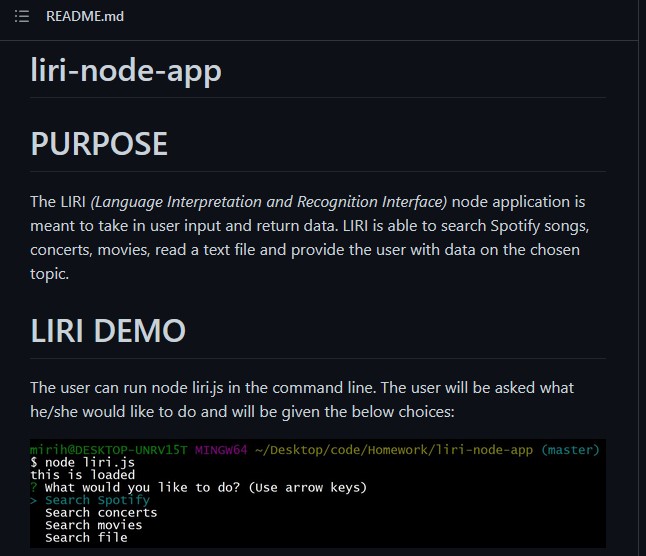 README.md
liri-node-app
PURPOSE
The LIRI (Language Interpretation and Recognition Interface) node application is
meant to take in user input and return data. LIRI is able to search Spotify songs,
concerts, movies, read a text file and provide the user with data on the chosen
topic.
LIRI DEMO
The user can run node liri.js in the command line. The user will be asked what
he/she would like to do and will be given the below choices:
mirih@DESKTOP-UNRV15T MINGW64 ~/Desktop/code/Homework/liri-node-app (master)
$ node liri.js
this is loaded
? What would you like to do? (Use arrow keys)
> Search Spotify
Search concerts
Search movies
Search file